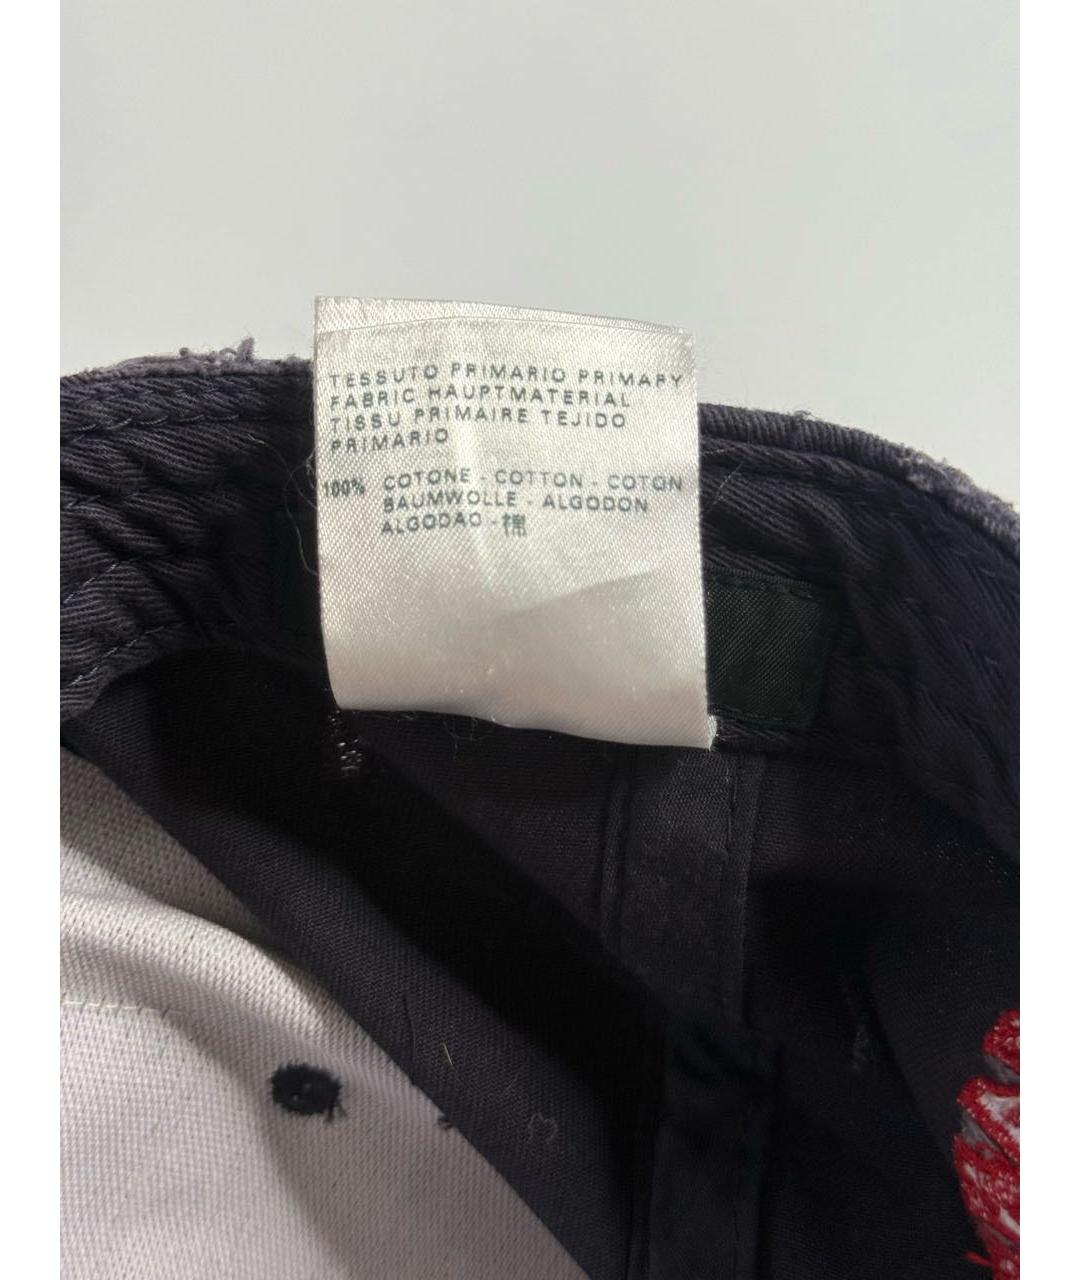 TESSUTO PRIMARIO PRIMARY
FABRIC HAUPTMATERIAL
TISSU PRIMAIRE TEJIDO
PRIMARIO
100% COTONE - COTTON - COTON
BAUMWOLLE - ALGODON
ALGODAO - 棉